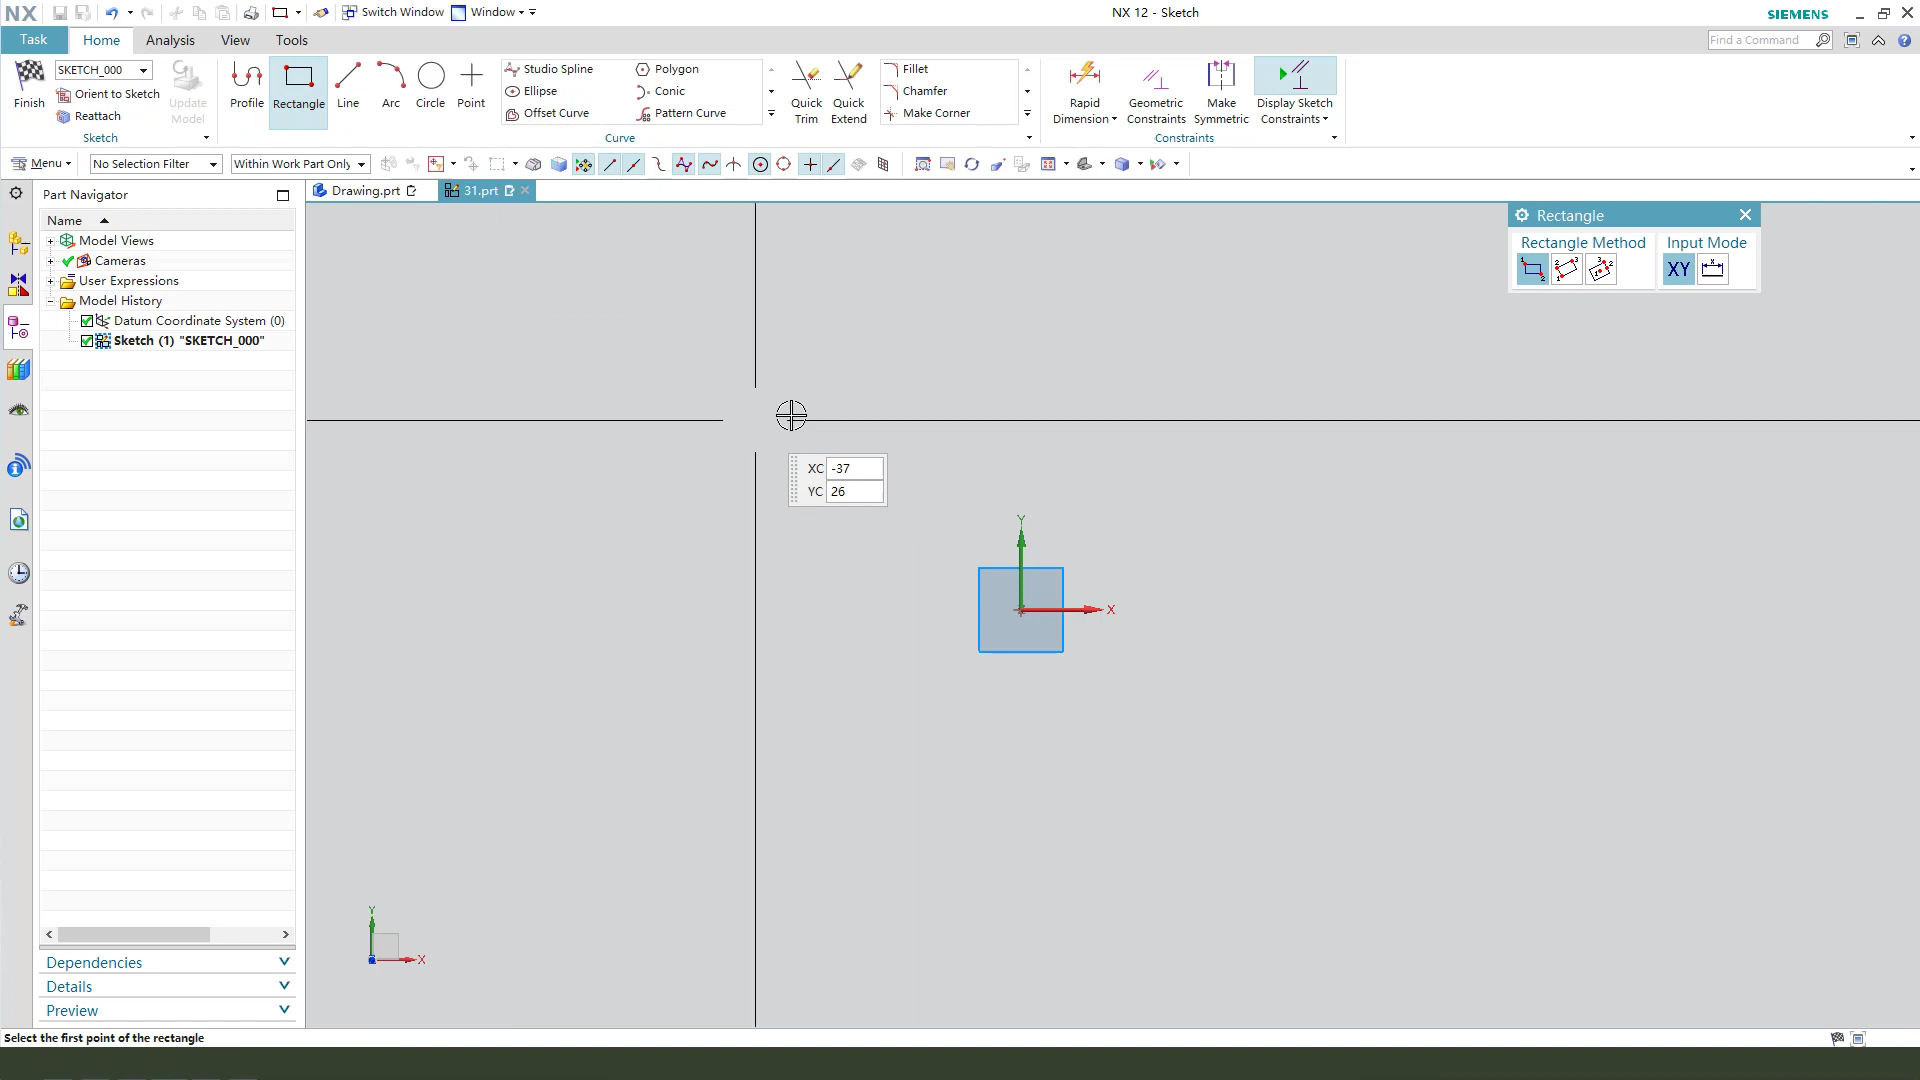 NX
Switch Window
Window
NX 12 - Sketch
SIEMENS
Task
Home
Analysis
View
Tools
Find a Command
SKETCH_000
Orient to Sketch
Reattach
Finish
Update Model
Sketch
Profile
Rectangle
Line
Arc
Circle
Point
Studio Spline
Ellipse
Offset Curve
Polygon
Conic
Pattern Curve
Curve
Quick Trim
Quick Extend
Fillet
Chamfer
Make Corner
Rapid Dimension
Geometric Constraints
Make Symmetric
Display Sketch Constraints
Constraints
Menu
No Selection Filter
Within Work Part Only
Part Navigator
Drawing.prt
31.prt
Name
Model Views
Cameras
User Expressions
Model History
Datum Coordinate System (0)
Sketch (1) "SKETCH_000"
Rectangle
Rectangle Method
Input Mode
XY
XC -37
YC 26
Y
X
Y
X
Dependencies
Details
Preview
Select the first point of the rectangle